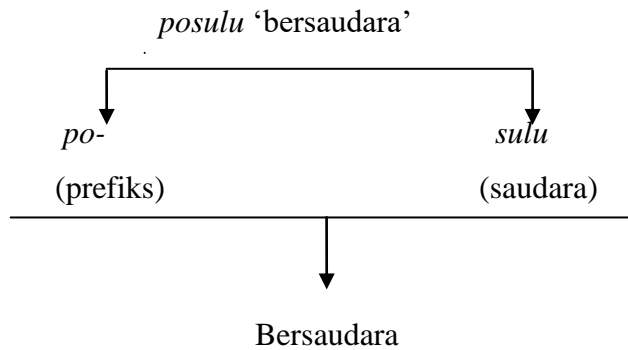 posulu ‘bersaudara’
po- sulu
(prefiks) (saudara)
Bersaudara